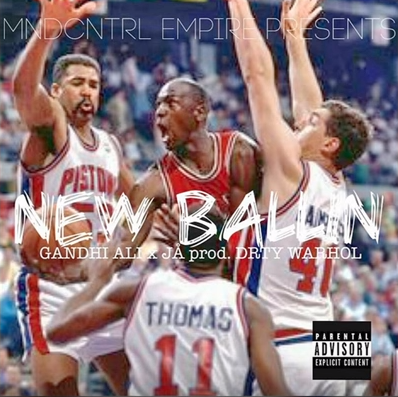 MNDCNTRL EMPIRE PRESENTS
PISTONS
NEW BALLIN
GANDHI ALI x JA prod. DRTY WARHOL
41
THOMAS
11
PARENTAL
ADVISORY
EXPLICIT CONTENT